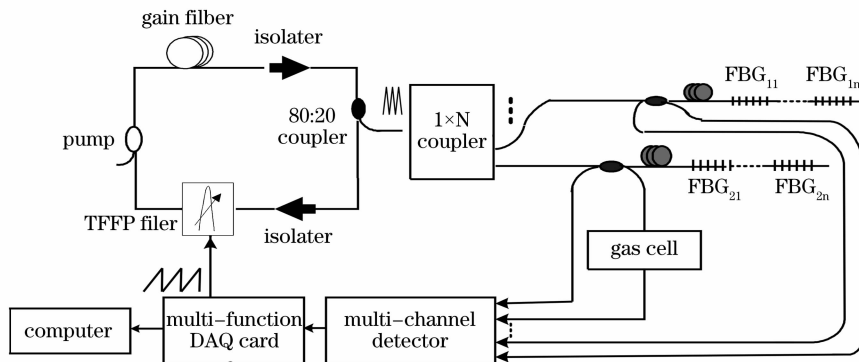 gain filber
isolater
FBG11
FBG1n
80:20
coupler
1×N
coupler
pump
TFFP filer
isolater
FBG21
FBG2n
gas cell
computer
multi−function
DAQ card
multi−channel
detector